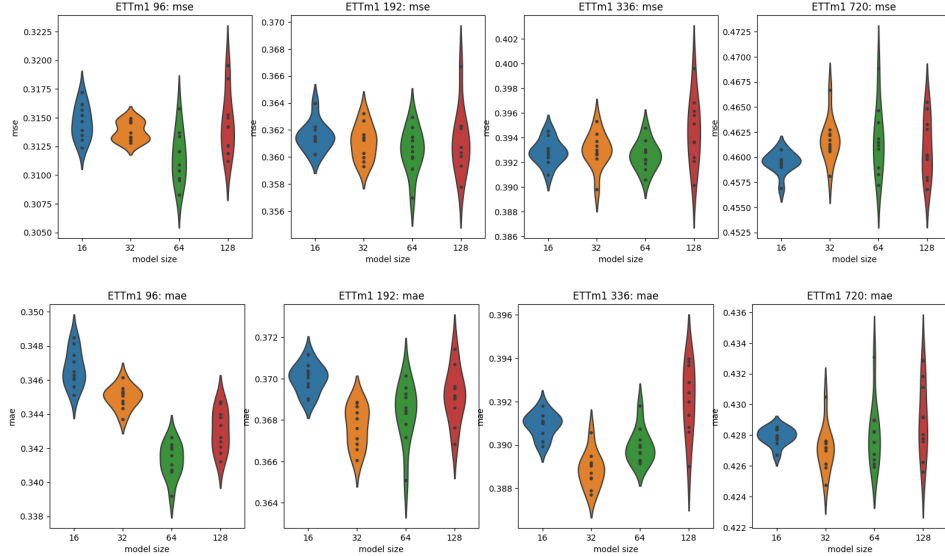 ETTm1 96: mse
mse
0.3225
0.3200
0.3175
0.3150
0.3125
0.3100
0.3075
0.3050
16 32 64 128
model size
ETTm1 192: mse
mse
0.370
0.368
0.366
0.364
0.362
0.360
0.358
0.356
16 32 64 128
model size
ETTm1 336: mse
mse
0.402
0.400
0.398
0.396
0.394
0.392
0.390
0.388
0.386
16 32 64 128
model size
ETTm1 720: mse
mse
0.4725
0.4700
0.4675
0.4650
0.4625
0.4600
0.4575
0.4550
0.4525
16 32 64 128
model size
ETTm1 96: mae
mae
0.350
0.348
0.346
0.344
0.342
0.340
0.338
16 32 64 128
model size
ETTm1 192: mae
mae
0.372
0.370
0.368
0.366
0.364
16 32 64 128
model size
ETTm1 336: mae
mae
0.396
0.394
0.392
0.390
0.388
16 32 64 128
model size
ETTm1 720: mae
mae
0.436
0.434
0.432
0.430
0.428
0.426
0.424
0.422
16 32 64 128
model size